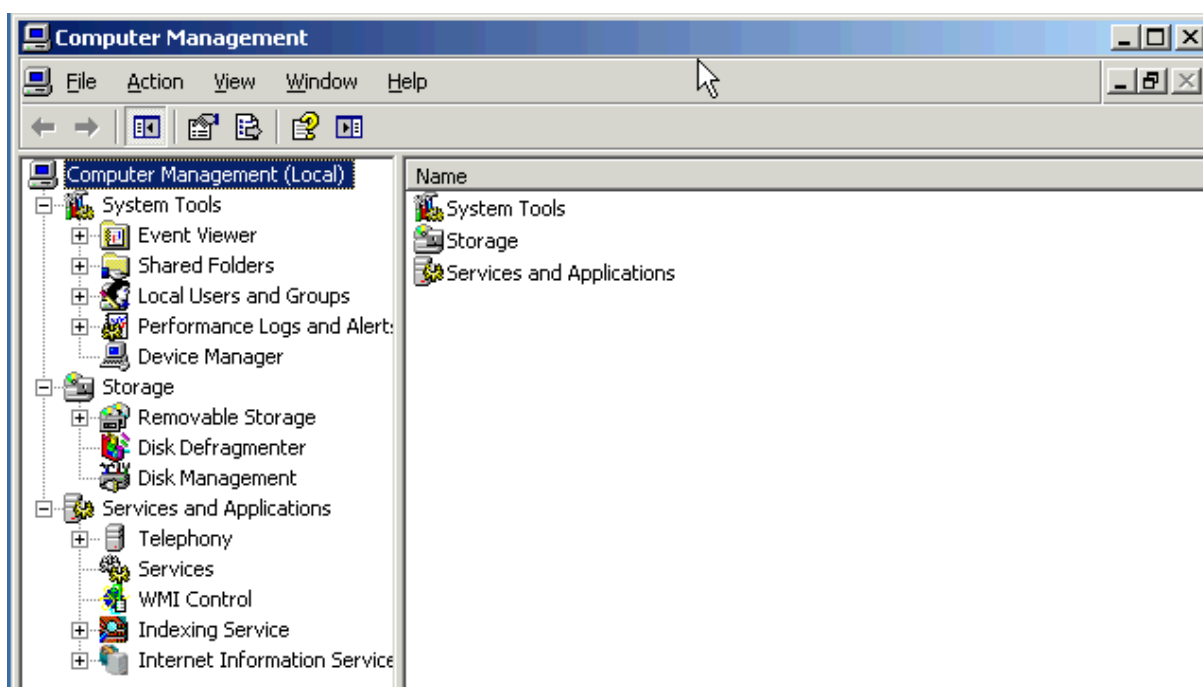 Computer Management
File Action View Window Help
Computer Management (Local)
System Tools
Event Viewer
Shared Folders
Local Users and Groups
Performance Logs and Alert
Device Manager
Storage
Removable Storage
Disk Defragmenter
Disk Management
Services and Applications
Telephony
Services
WMI Control
Indexing Service
Internet Information Service
Name
System Tools
Storage
Services and Applications